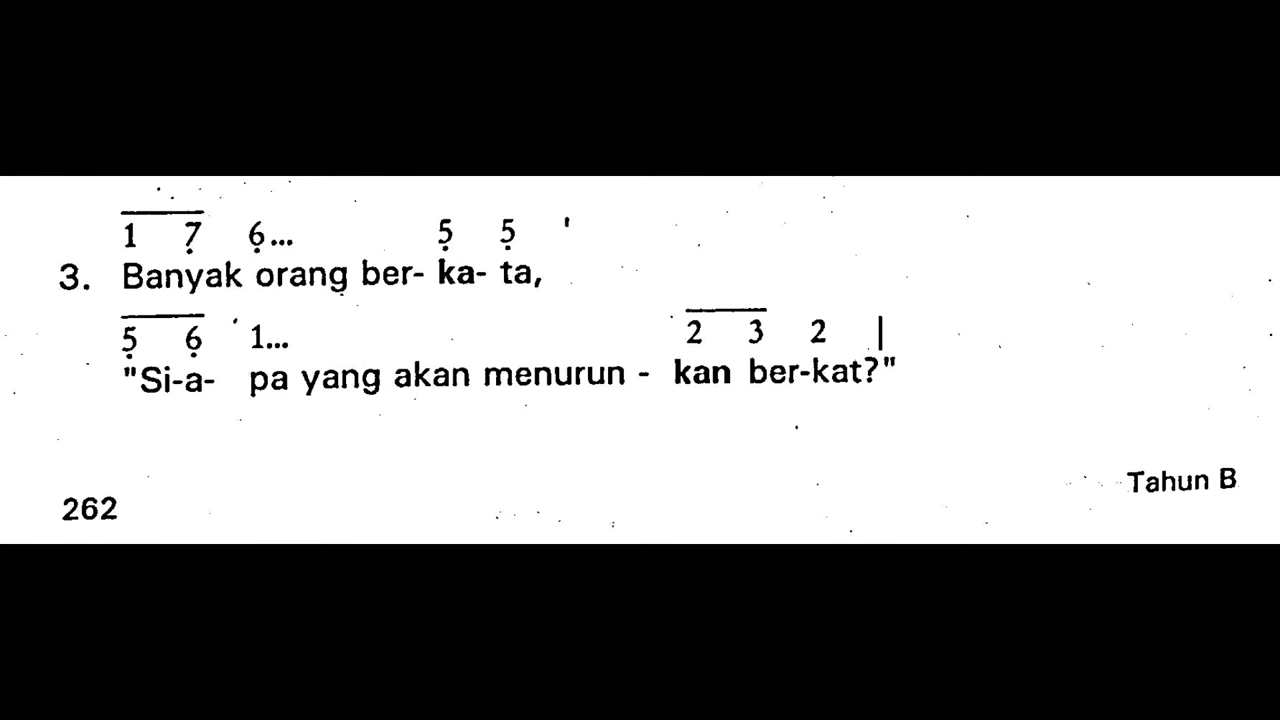 1 7̣ 6̣... 5̣ 5̣ '
3. Banyak orang ber- ka- ta,
5̣ 6̣ 1... 2 3 2 |
"Si-a- pa yang akan menurun - kan ber-kat?"
Tahun B
262